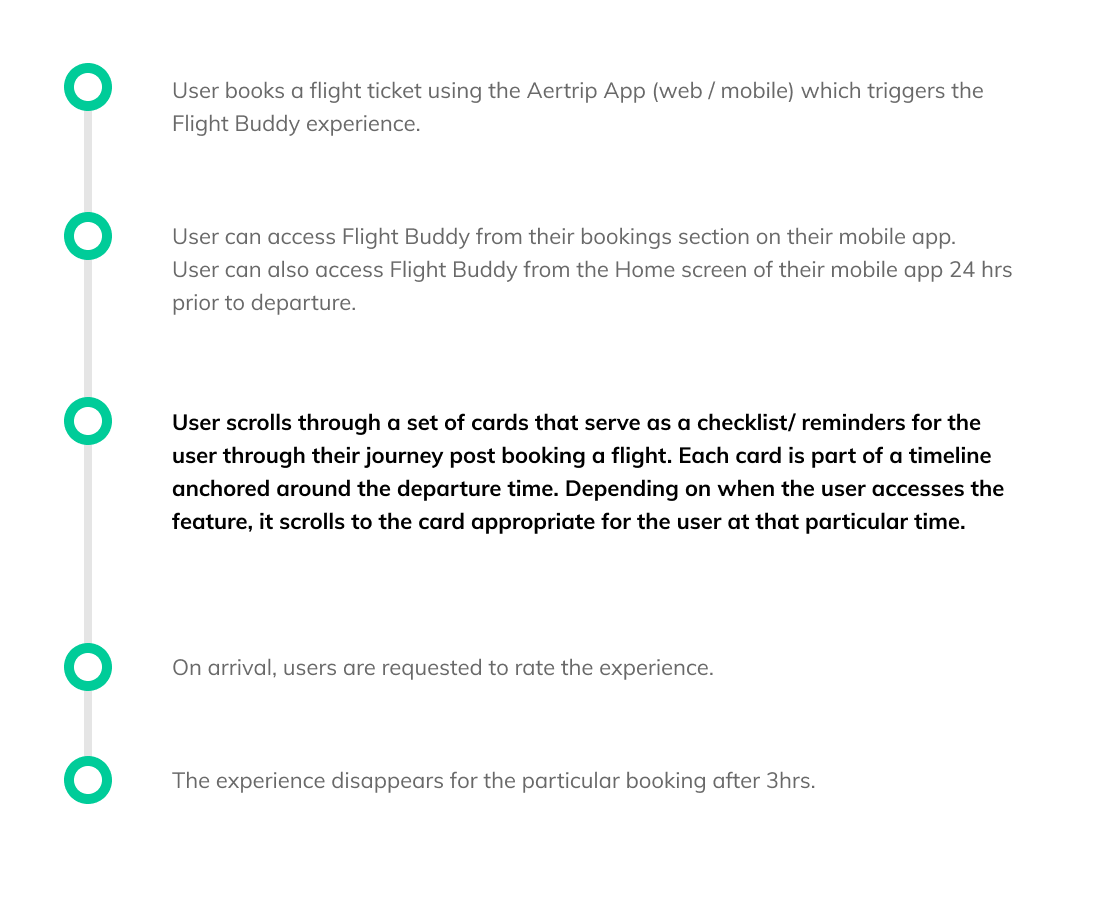 User books a flight ticket using the Aertrip App (web / mobile) which triggers the
Flight Buddy experience.
User can access Flight Buddy from their bookings section on their mobile app.
User can also access Flight Buddy from the Home screen of their mobile app 24 hrs
prior to departure.
User scrolls through a set of cards that serve as a checklist/ reminders for the
user through their journey post booking a flight. Each card is part of a timeline
anchored around the departure time. Depending on when the user accesses the
feature, it scrolls to the card appropriate for the user at that particular time.
On arrival, users are requested to rate the experience.
The experience disappears for the particular booking after 3hrs.